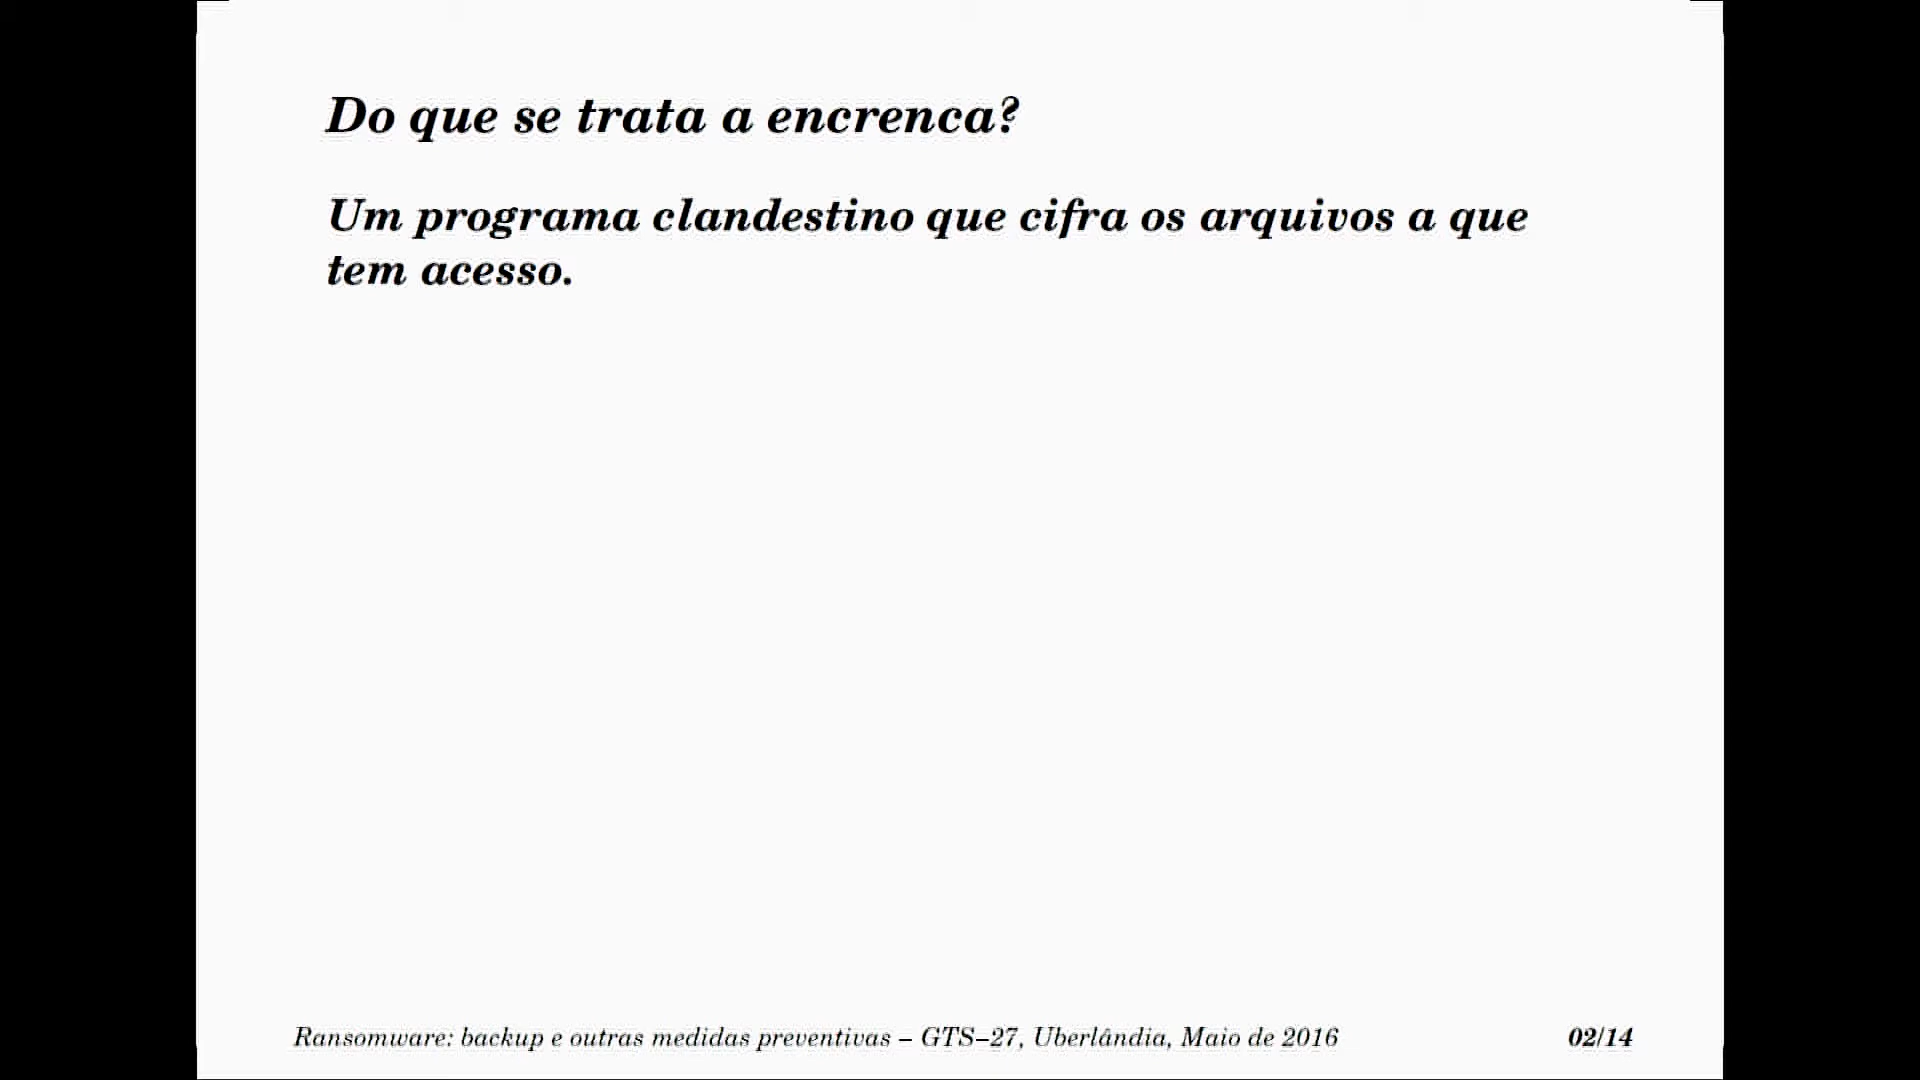 Do que se trata a encrenca?
Um programa clandestino que cifra os arquivos a que
tem acesso.
Ransomware: backup e outras medidas preventivas – GTS–27, Uberlândia, Maio de 2016
02/14